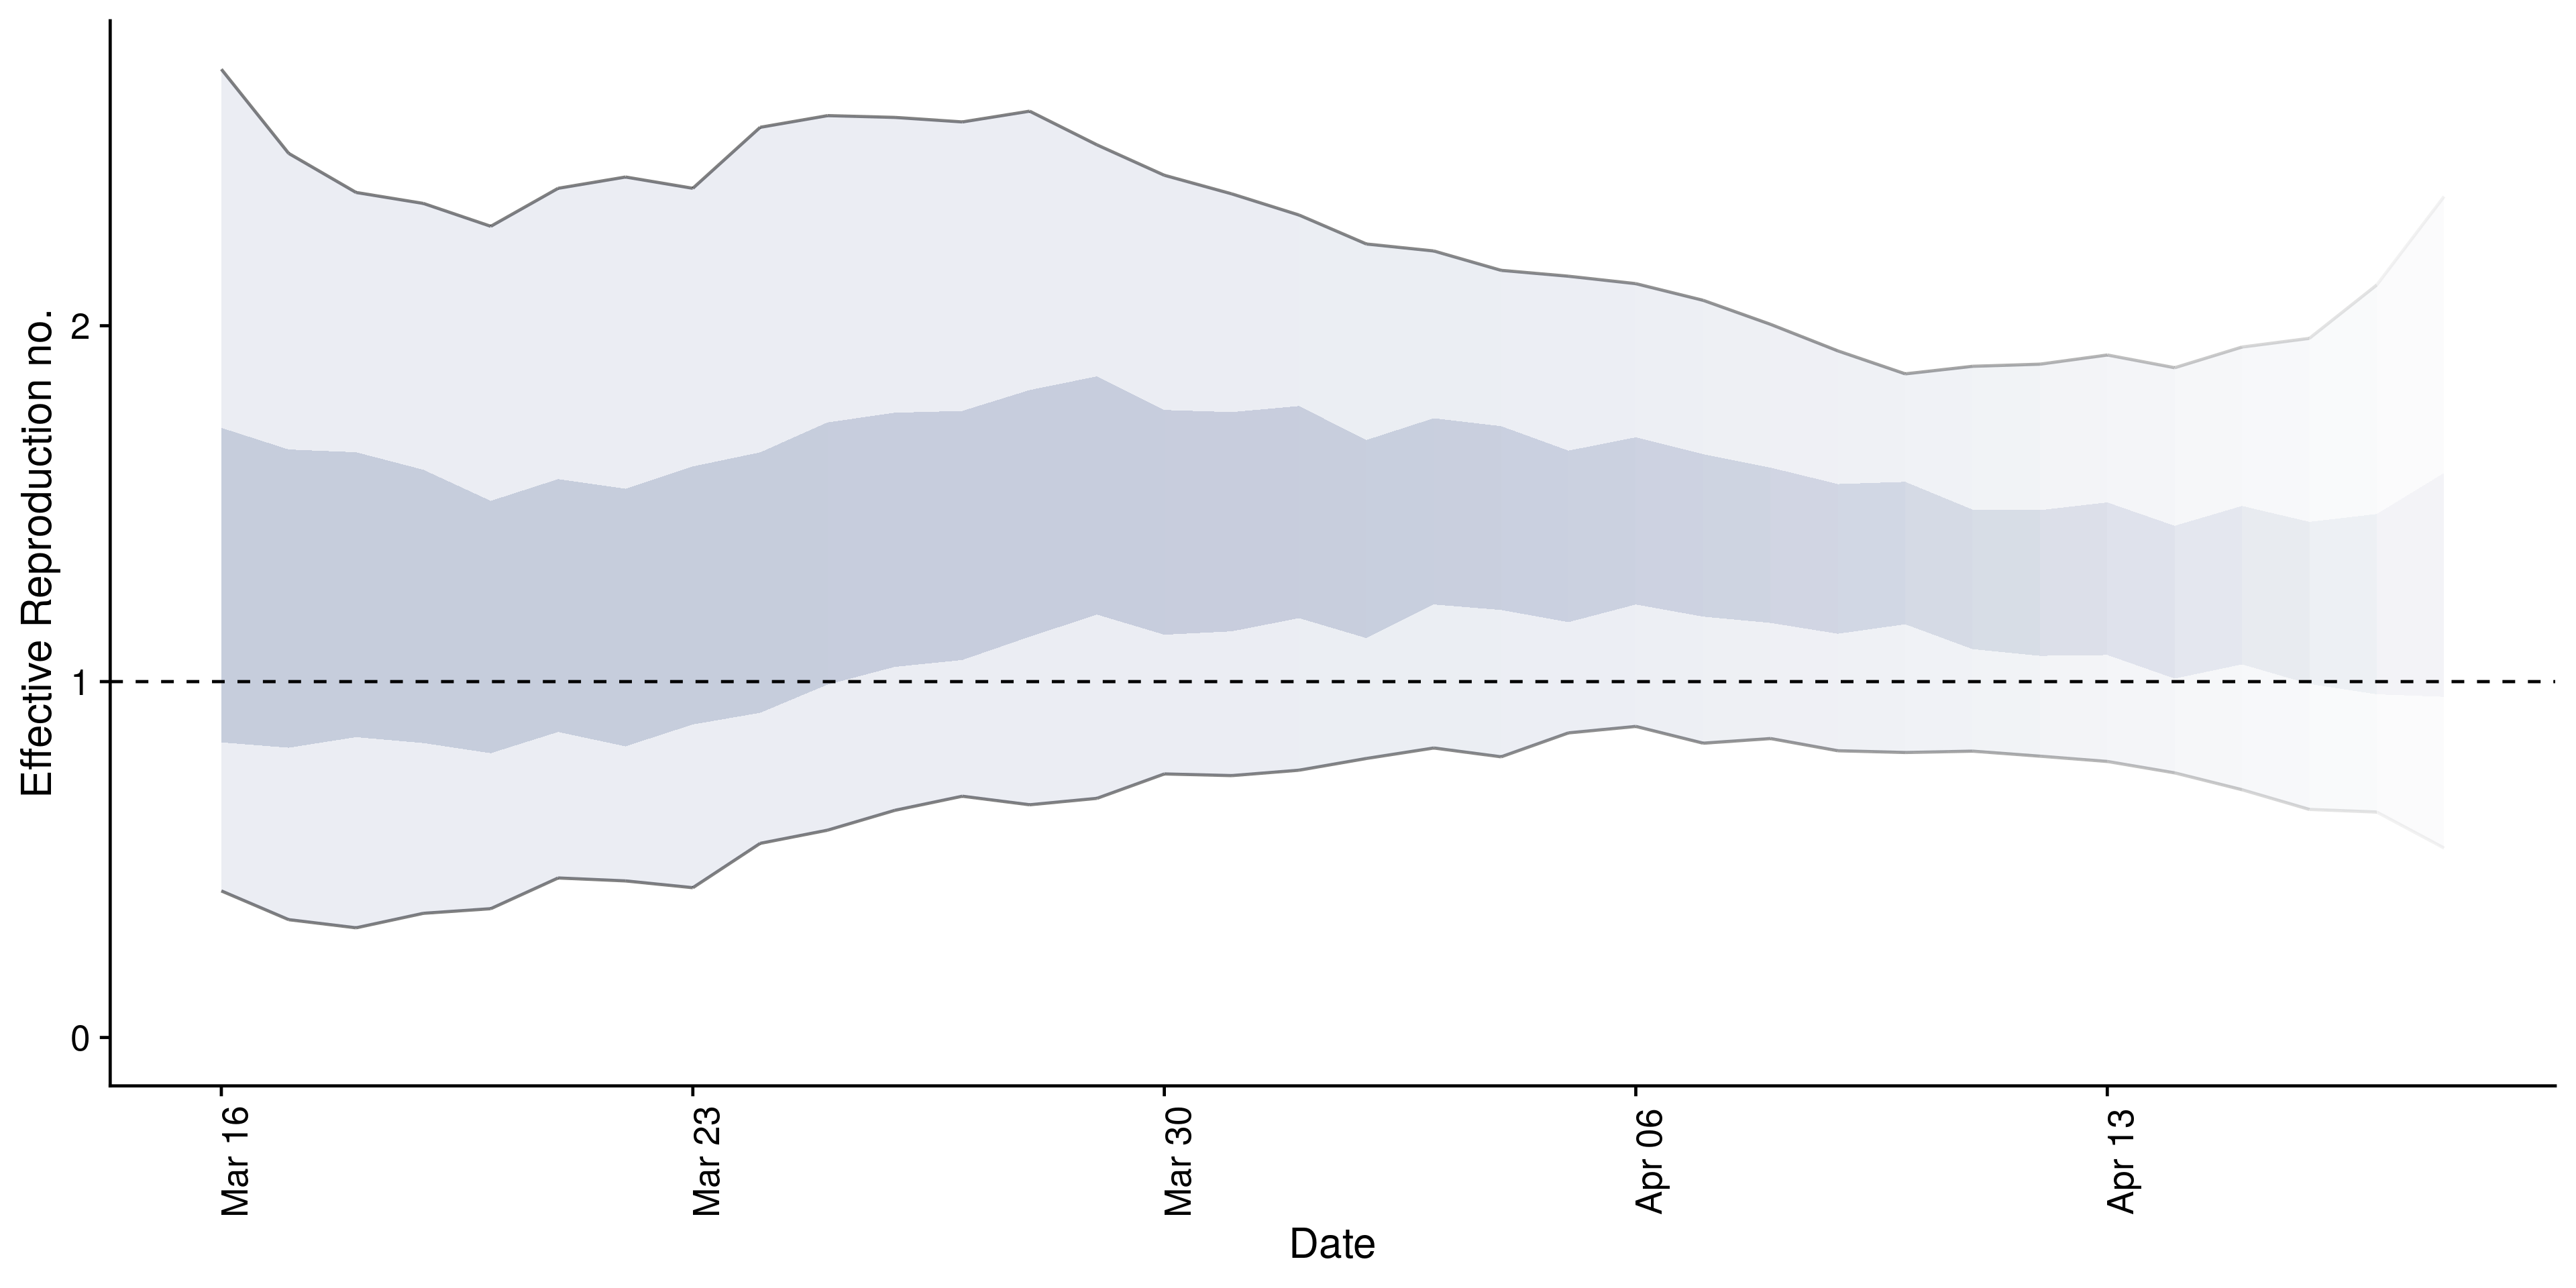 Effective Reproduction no.
2
1
0
Mar 16
Mar 23
Mar 30
Apr 06
Apr 13
Date